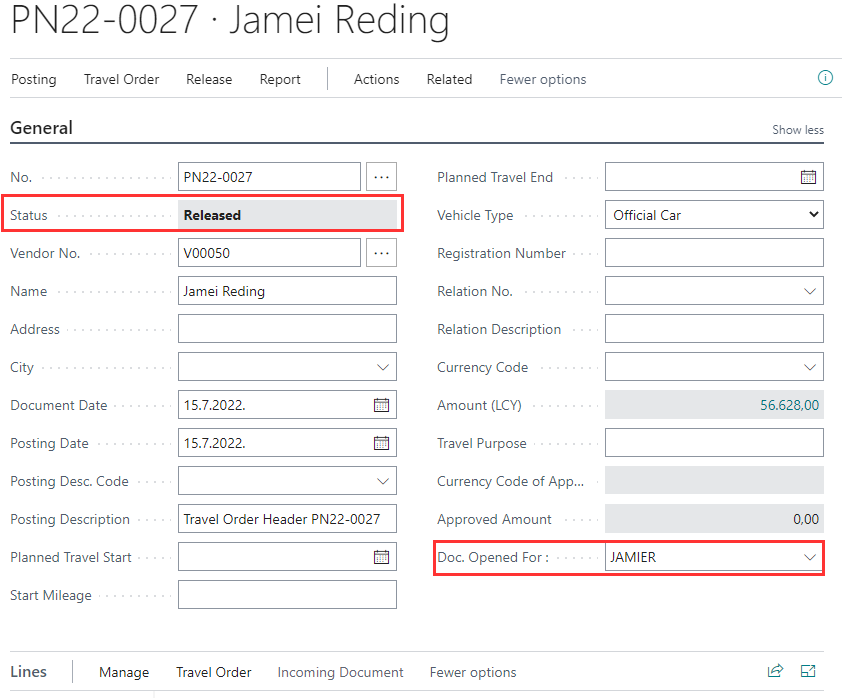 PN22-0027 · Jamei Reding
Posting Travel Order Release Report Actions Related Fewer options
General Show less
No. PN22-0027 ···
Status Released
Vendor No. V00050 ···
Name Jamei Reding
Address
City
Document Date 15.7.2022.
Posting Date 15.7.2022.
Posting Desc. Code
Posting Description Travel Order Header PN22-0027
Planned Travel Start
Start Mileage
Planned Travel End
Vehicle Type Official Car
Registration Number
Relation No.
Relation Description
Currency Code
Amount (LCY) 56.628,00
Travel Purpose
Currency Code of App...
Approved Amount 0,00
Doc. Opened For : JAMIER
Lines Manage Travel Order Incoming Document Fewer options